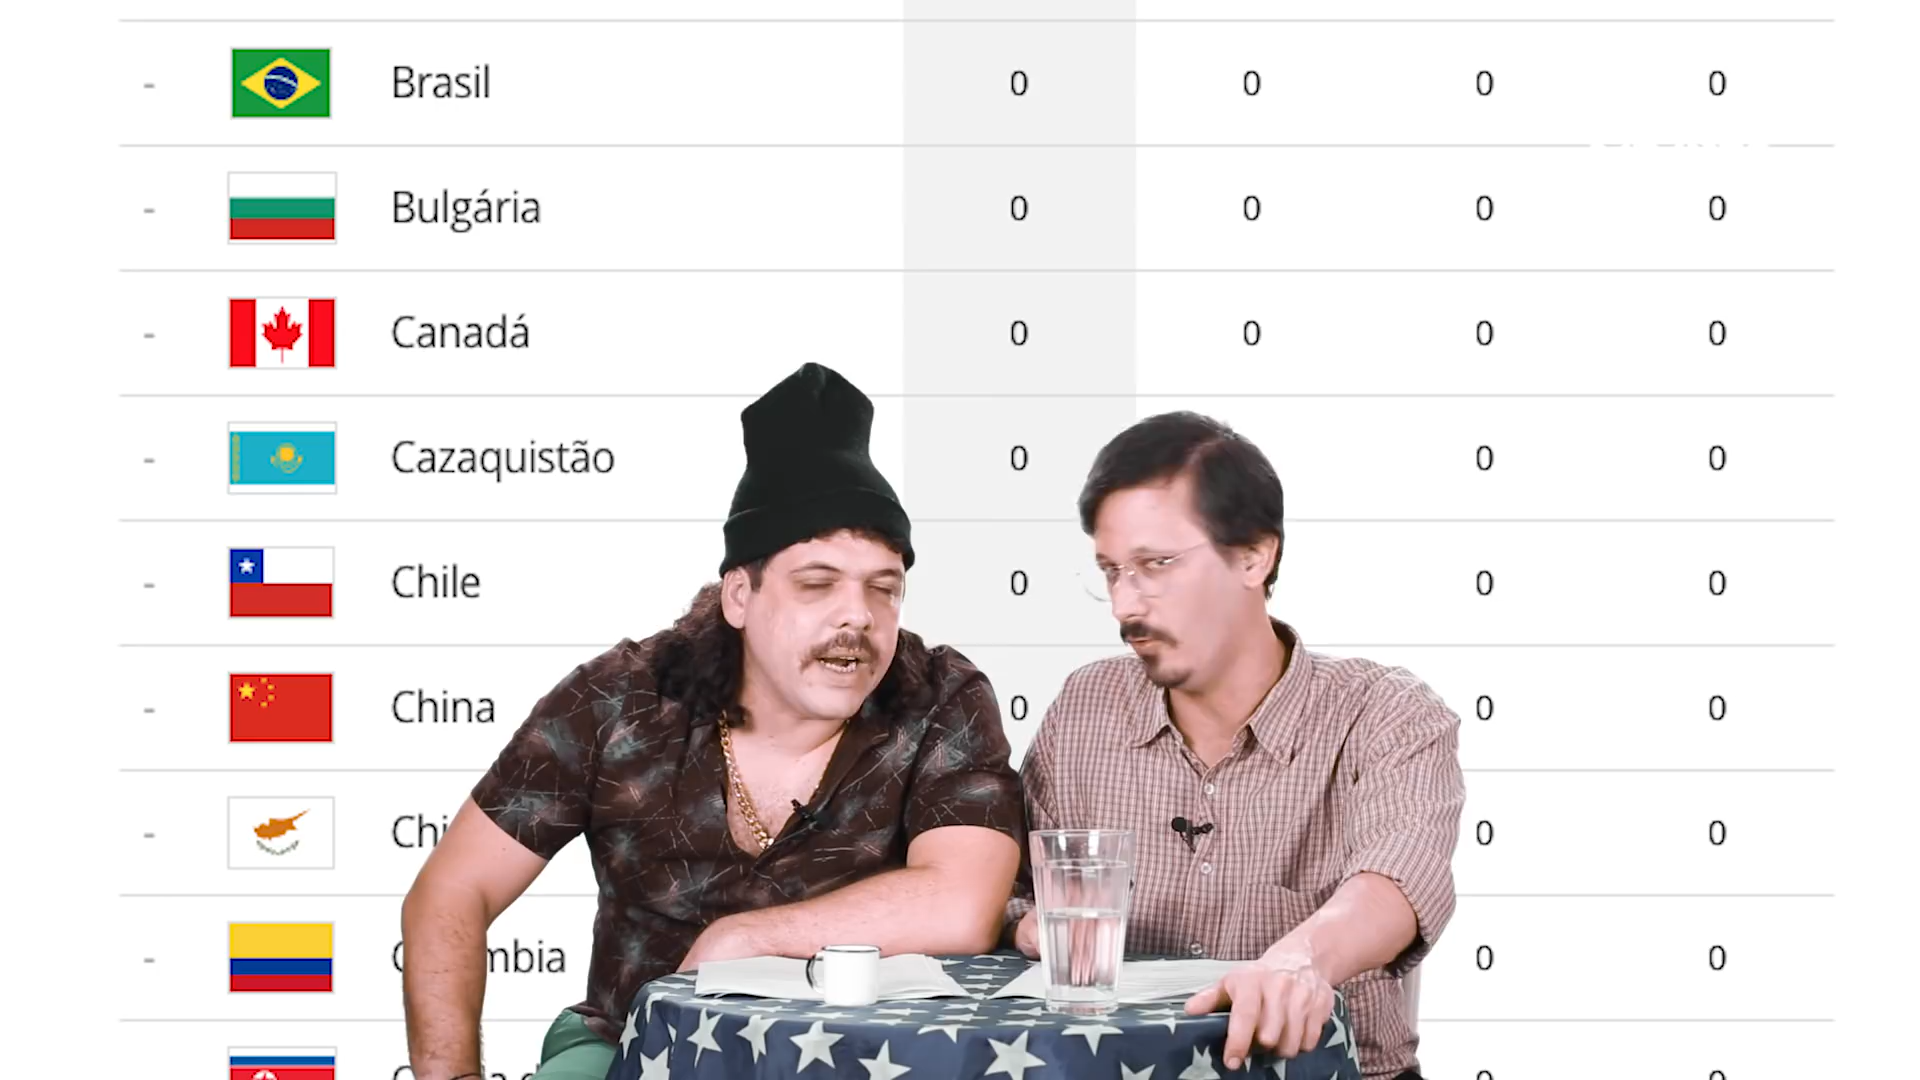 - Brasil 0 0 0 0
- Bulgária 0 0 0 0
- Canadá 0 0 0 0
- Cazaquistão 0 0 0
- Chile 0 0 0
- China 0 0 0
- Chi 0 0
- C mbia 0 0